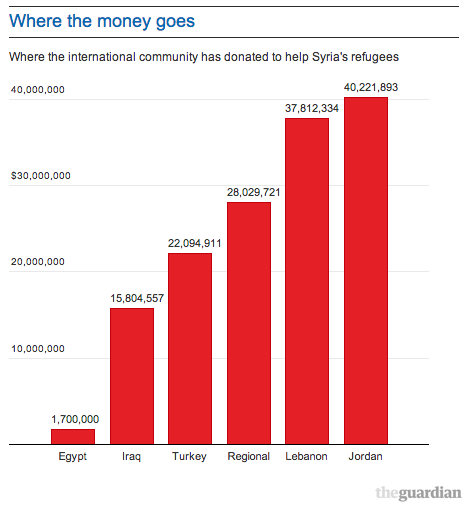 Where the money goes
Where the international community has donated to help Syria's refugees
40,000,000
$30,000,000
20,000,000
10,000,000
1,700,000
15,804,557
22,094,911
28,029,721
37,812,334
40,221,893
Egypt Iraq Turkey Regional Lebanon Jordan
theguardian